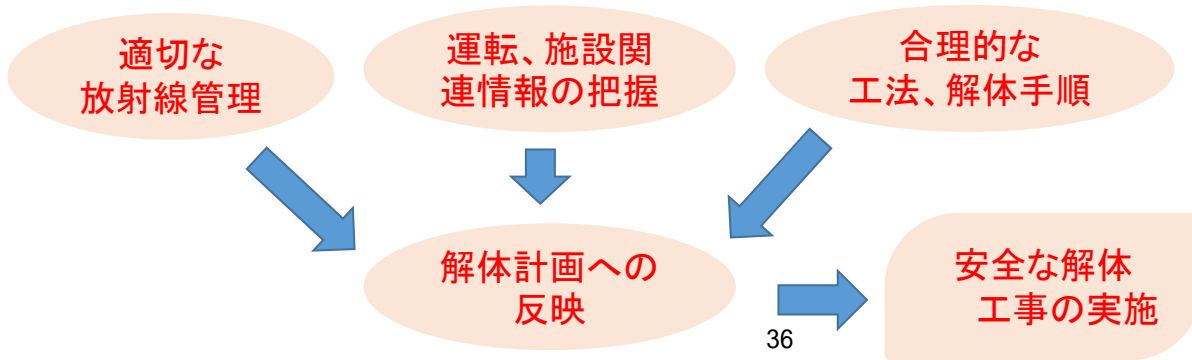 適切な
放射線管理
運転、施設関
連情報の把握
合理的な
工法、解体手順
解体計画への
反映
安全な解体
工事の実施
36